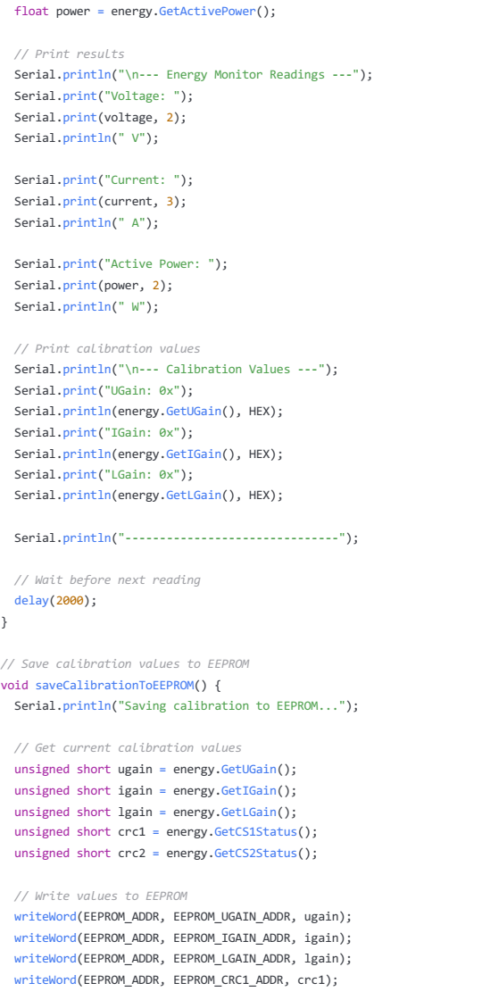 float power = energy.GetActivePower();

  // Print results
  Serial.println("\n--- Energy Monitor Readings ---");
  Serial.print("Voltage: ");
  Serial.print(voltage, 2);
  Serial.println(" V");

  Serial.print("Current: ");
  Serial.print(current, 3);
  Serial.println(" A");

  Serial.print("Active Power: ");
  Serial.print(power, 2);
  Serial.println(" W");

  // Print calibration values
  Serial.println("\n--- Calibration Values ---");
  Serial.print("UGain: 0x");
  Serial.println(energy.GetUGain(), HEX);
  Serial.print("IGain: 0x");
  Serial.println(energy.GetIGain(), HEX);
  Serial.print("LGain: 0x");
  Serial.println(energy.GetLGain(), HEX);

  Serial.println("-------------------------------");

  // Wait before next reading
  delay(2000);
}

// Save calibration values to EEPROM
void saveCalibrationToEEPROM() {
  Serial.println("Saving calibration to EEPROM...");

  // Get current calibration values
  unsigned short ugain = energy.GetUGain();
  unsigned short igain = energy.GetIGain();
  unsigned short lgain = energy.GetLGain();
  unsigned short crc1 = energy.GetCS1Status();
  unsigned short crc2 = energy.GetCS2Status();

  // Write values to EEPROM
  writeWord(EEPROM_ADDR, EEPROM_UGAIN_ADDR, ugain);
  writeWord(EEPROM_ADDR, EEPROM_IGAIN_ADDR, igain);
  writeWord(EEPROM_ADDR, EEPROM_LGAIN_ADDR, lgain);
  writeWord(EEPROM_ADDR, EEPROM_CRC1_ADDR, crc1);